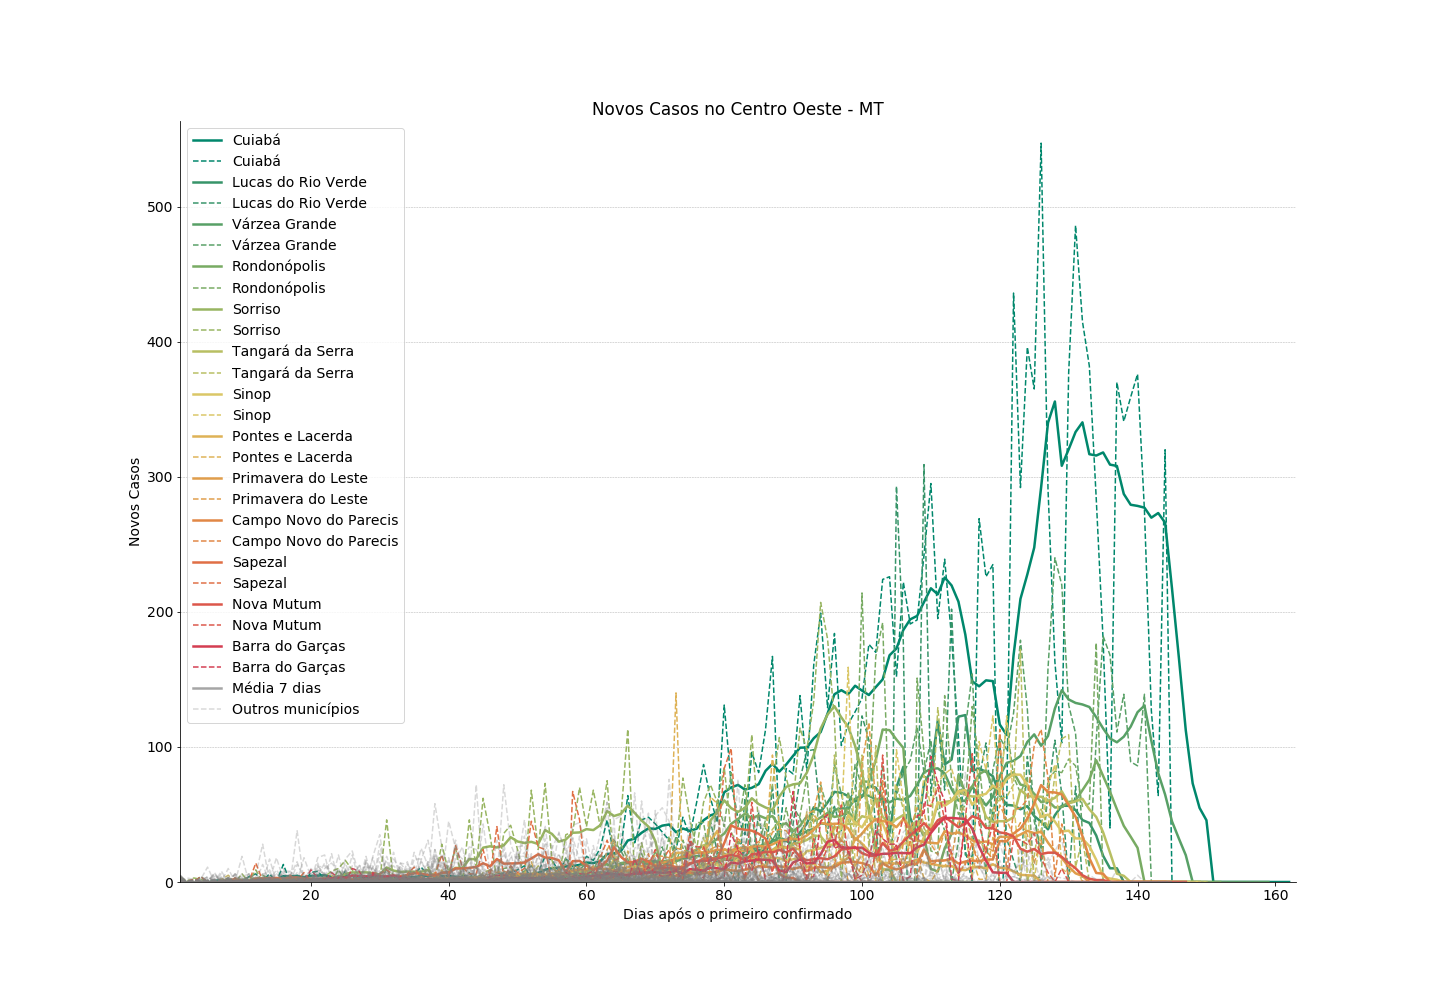 Novos Casos no Centro Oeste - MT
Cuiabá
Cuiabá
Lucas do Rio Verde
Lucas do Rio Verde
Várzea Grande
Várzea Grande
Rondonópolis
Rondonópolis
Sorriso
Sorriso
Tangará da Serra
Tangará da Serra
Sinop
Sinop
Pontes e Lacerda
Pontes e Lacerda
Primavera do Leste
Primavera do Leste
Campo Novo do Parecis
Campo Novo do Parecis
Sapezal
Sapezal
Nova Mutum
Nova Mutum
Barra do Garças
Barra do Garças
Média 7 dias
Outros municípios
500
400
300
200
100
0
Novos Casos
20 40 60 80 100 120 140 160
Dias após o primeiro confirmado